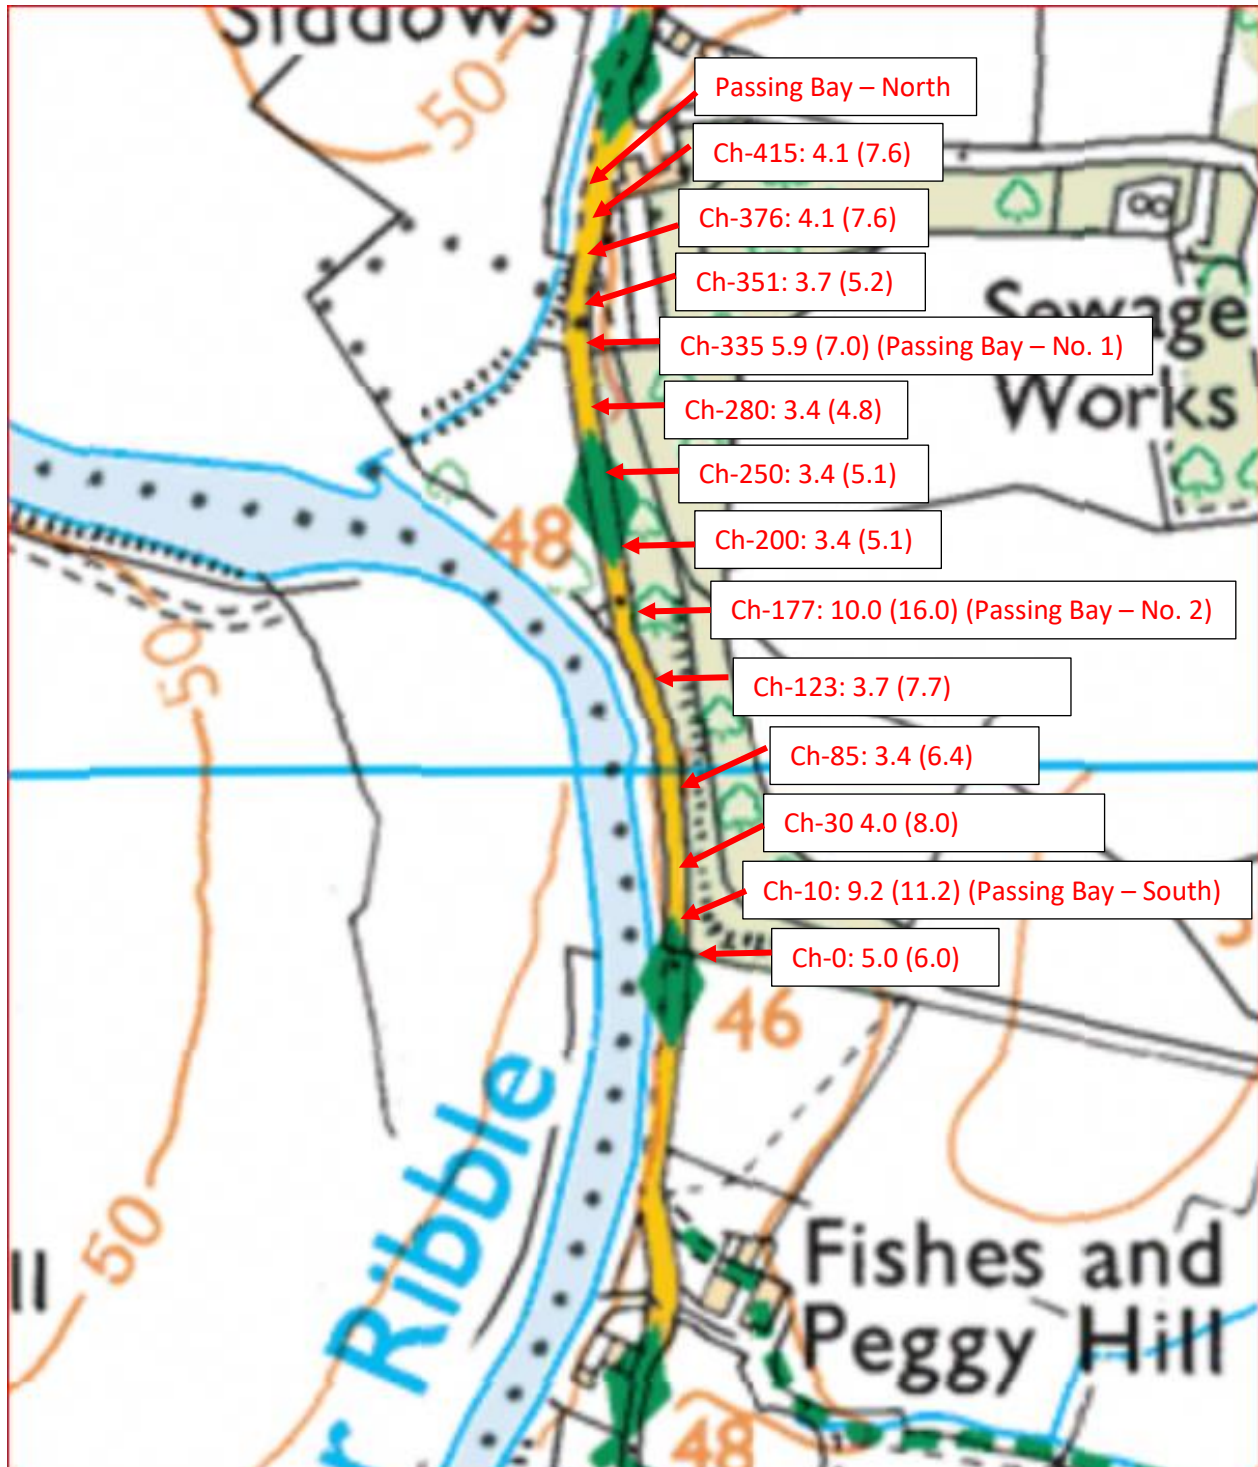 Siddows
50
Passing Bay – North
Ch-415: 4.1 (7.6)
Ch-376: 4.1 (7.6)
Ch-351: 3.7 (5.2)
Sewage
Works
Ch-335 5.9 (7.0) (Passing Bay – No. 1)
Ch-280: 3.4 (4.8)
Ch-250: 3.4 (5.1)
48
Ch-200: 3.4 (5.1)
Ch-177: 10.0 (16.0) (Passing Bay – No. 2)
50
Ch-123: 3.7 (7.7)
Ch-85: 3.4 (6.4)
Ch-30 4.0 (8.0)
Ch-10: 9.2 (11.2) (Passing Bay – South)
Ch-0: 5.0 (6.0)
46
r Ribble
50
ll
Fishes and
Peggy Hill
48